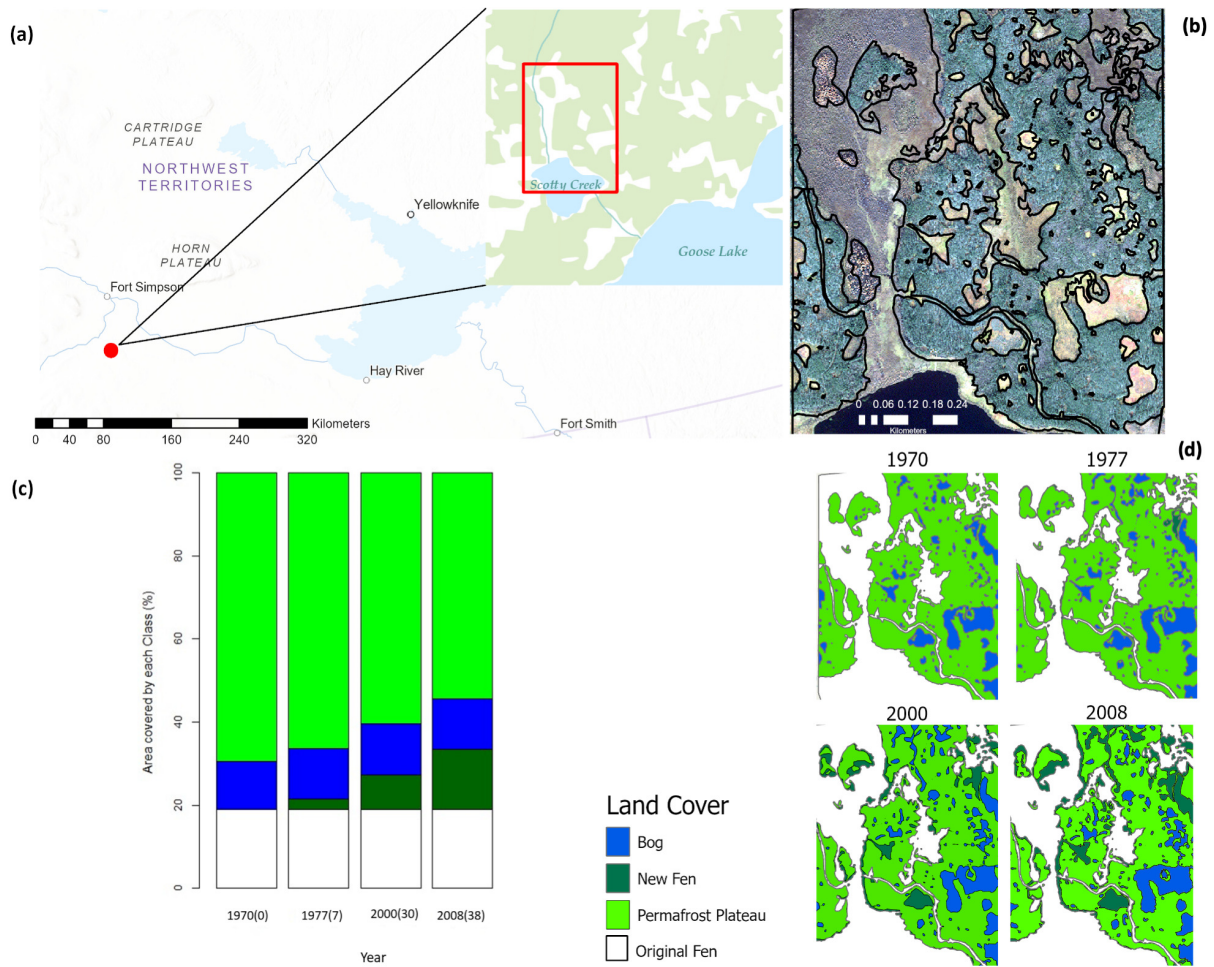 (a)
CARTRIDGE
PLATEAU
NORTHWEST
TERRITORIES
Yellowknife
HORN
PLATEAU
Fort Simpson
Hay River
Fort Smith
Kilometers
0 20 40 80 160 240 320
Scotty Creek
Goose Lake
(b)
0 0.06 0.12 0.18 0.24
Kilometers
(c)
Area covered by each Class (%)
100
80
60
40
20
0
1970(0) 1977(7) 2000(30) 2008(38)
Year
Land Cover
Bog
New Fen
Permafrost Plateau
Original Fen
(d)
1970 1977
2000 2008